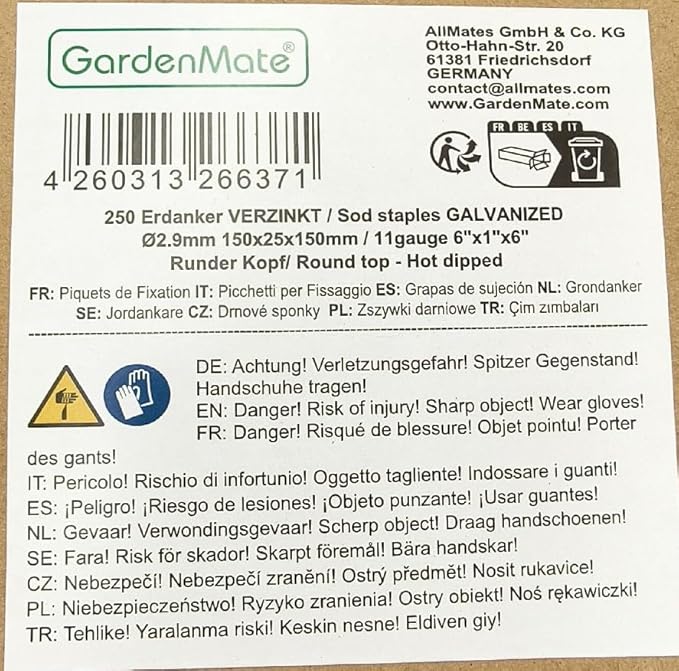 GardenMate®
AllMates GmbH & Co. KG
Otto-Hahn-Str. 20
61381 Friedrichsdorf
GERMANY
contact@allmates.com
www.GardenMate.com
4 260313 266371
FR BE ES IT
250 Erdanker VERZINKT / Sod staples GALVANIZED
Ø2.9mm 150x25x150mm / 11gauge 6"x1"x6"
Runder Kopf/ Round top - Hot dipped
FR: Piquets de Fixation IT: Picchetti per Fissaggio ES: Grapas de sujeción NL: Grondanker
SE: Jordankare CZ: Drnové sponky PL: Zszywki darniowe TR: Çim zımbaları
DE: Achtung! Verletzungsgefahr! Spitzer Gegenstand!
Handschuhe tragen!
EN: Danger! Risk of injury! Sharp object! Wear gloves!
FR: Danger! Risqué de blessure! Objet pointu! Porter
des gants!
IT: Pericolo! Rischio di infortunio! Oggetto tagliente! Indossare i guanti!
ES: ¡Peligro! ¡Riesgo de lesiones! ¡Objeto punzante! ¡Usar guantes!
NL: Gevaar! Verwondingsgevaar! Scherp object! Draag handschoenen!
SE: Fara! Risk för skador! Skarpt föremål! Bära handskar!
CZ: Nebezpečí! Nebezpečí zranění! Ostrý předmět! Nosit rukavice!
PL: Niebezpieczeństwo! Ryzyko zranienia! Ostry obiekt! Noś rękawiczki!
TR: Tehlike! Yaralanma riski! Keskin nesne! Eldiven giy!